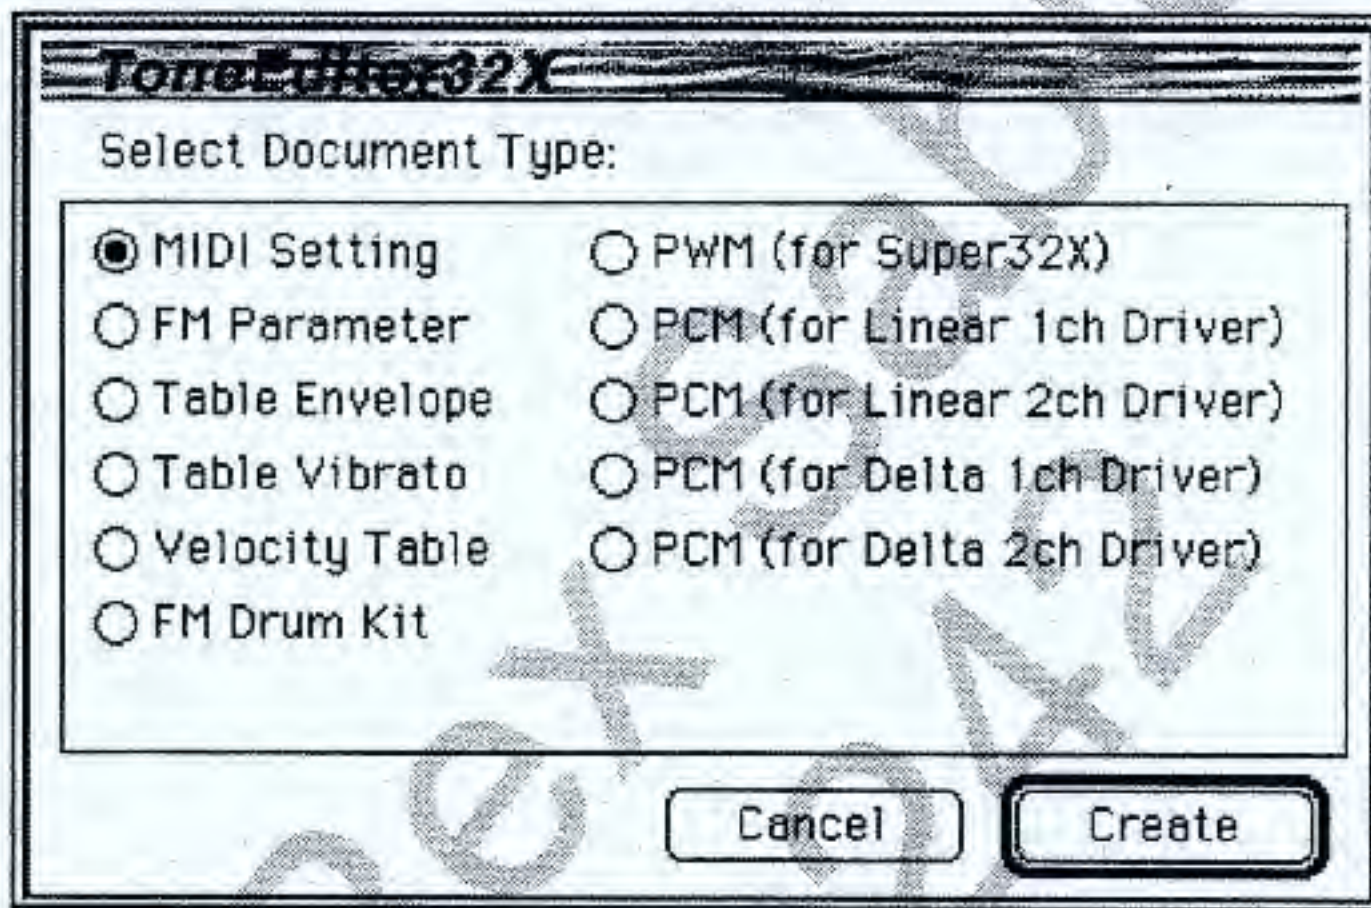 ToneEditor32X
Select Document Type:
MIDI Setting
FM Parameter
Table Envelope
Table Vibrato
Velocity Table
FM Drum Kit
PWM (for Super32X)
PCM (for Linear 1ch Driver)
PCM (for Linear 2ch Driver)
PCM (for Delta 1ch Driver)
PCM (for Delta 2ch Driver)
Cancel
Create